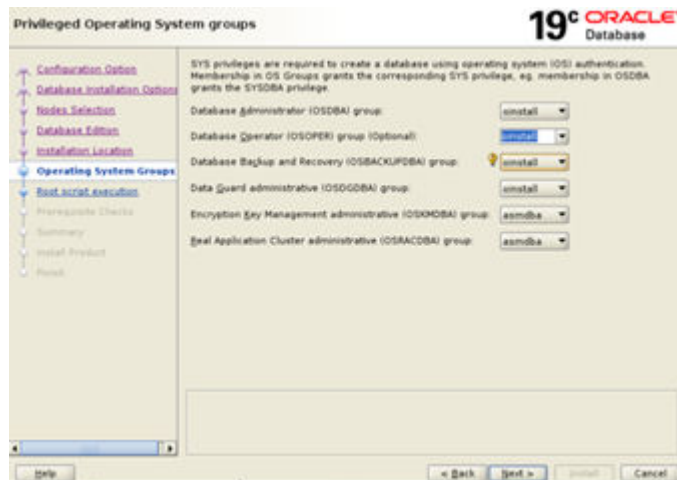 Privileged Operating System groups
19c ORACLE
Database
Configuration Option
Database Installation Options
Nodes Selection
Database Edition
Installation Location
Operating System Groups
Root script execution
Prerequisite Checks
Summary
Install Product
Finish
SYS privileges are required to create a database using operating system (OS) authentication.
Membership in OS Groups grants the corresponding SYS privilege, eg. membership in OSDBA
grants the SYSDBA privilege.
Database Administrator (OSDBA) group: oinstall
Database Operator (OSOPER) group (Optional): oinstall
Database Backup and Recovery (OSBACKUPDBA) group: oinstall
Data Guard administrative (OSDGDBA) group: oinstall
Encryption Key Management administrative (OSKMDBA) group: asmdba
Real Application Cluster administrative (OSRACDBA) group: asmdba
Help
< Back
Next >
Install
Cancel